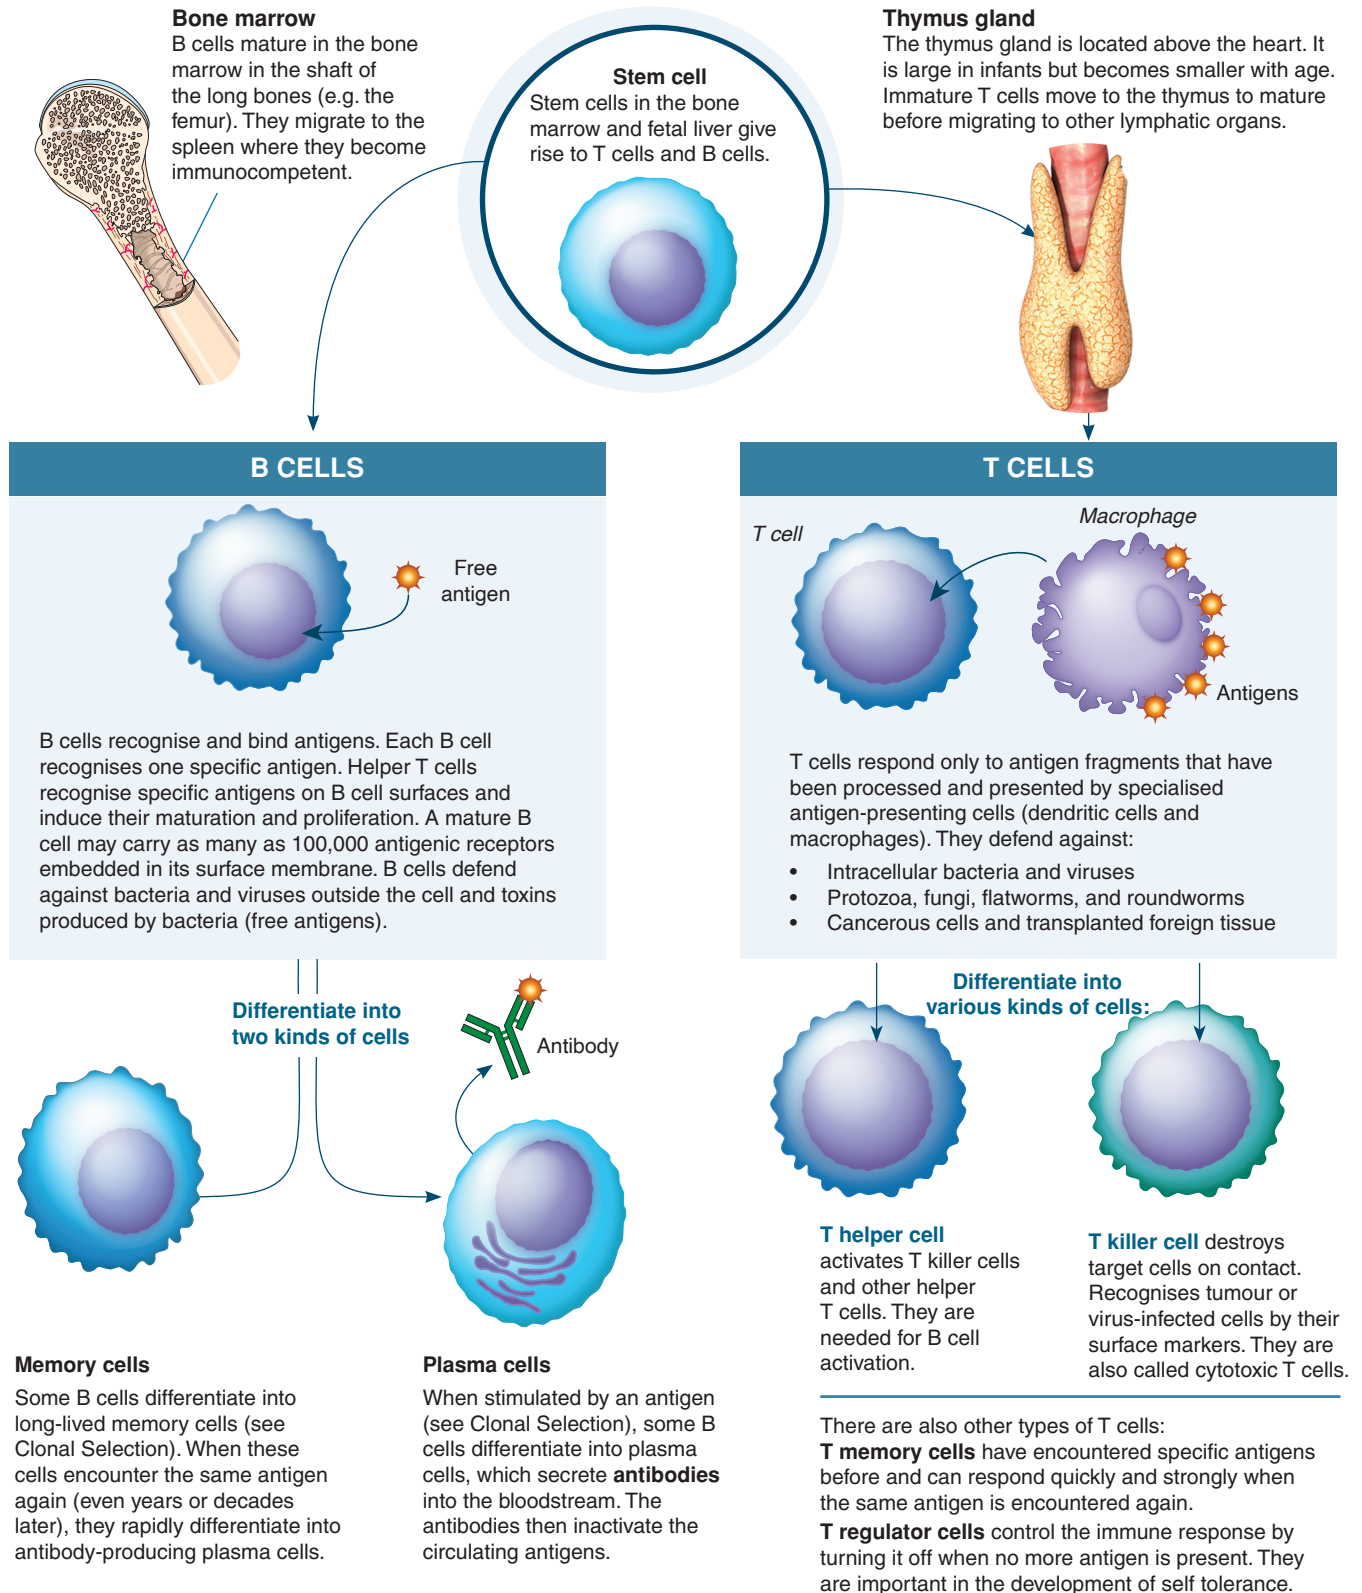 Bone marrow
B cells mature in the bone
marrow in the shaft of
the long bones (e.g. the
femur). They migrate to the
spleen where they become
immunocompetent.
Stem cell
Stem cells in the bone
marrow and fetal liver give
rise to T cells and B cells.
Thymus gland
The thymus gland is located above the heart. It
is large in infants but becomes smaller with age.
Immature T cells move to the thymus to mature
before migrating to other lymphatic organs.
B CELLS
Free
antigen
B cells recognise and bind antigens. Each B cell
recognises one specific antigen. Helper T cells
recognise specific antigens on B cell surfaces and
induce their maturation and proliferation. A mature B
cell may carry as many as 100,000 antigenic receptors
embedded in its surface membrane. B cells defend
against bacteria and viruses outside the cell and toxins
produced by bacteria (free antigens).
T CELLS
T cell
Macrophage
Antigens
T cells respond only to antigen fragments that have
been processed and presented by specialised
antigen-presenting cells (dendritic cells and
macrophages). They defend against:
• Intracellular bacteria and viruses
• Protozoa, fungi, flatworms, and roundworms
• Cancerous cells and transplanted foreign tissue
Differentiate into
two kinds of cells
Antibody
Memory cells
Some B cells differentiate into
long-lived memory cells (see
Clonal Selection). When these
cells encounter the same antigen
again (even years or decades
later), they rapidly differentiate into
antibody-producing plasma cells.
Plasma cells
When stimulated by an antigen
(see Clonal Selection), some B
cells differentiate into plasma
cells, which secrete antibodies
into the bloodstream. The
antibodies then inactivate the
circulating antigens.
Differentiate into
various kinds of cells:
T helper cell
activates T killer cells
and other helper
T cells. They are
needed for B cell
activation.
T killer cell destroys
target cells on contact.
Recognises tumour or
virus-infected cells by their
surface markers. They are
also called cytotoxic T cells.
There are also other types of T cells:
T memory cells have encountered specific antigens
before and can respond quickly and strongly when
the same antigen is encountered again.
T regulator cells control the immune response by
turning it off when no more antigen is present. They
are important in the development of self tolerance.